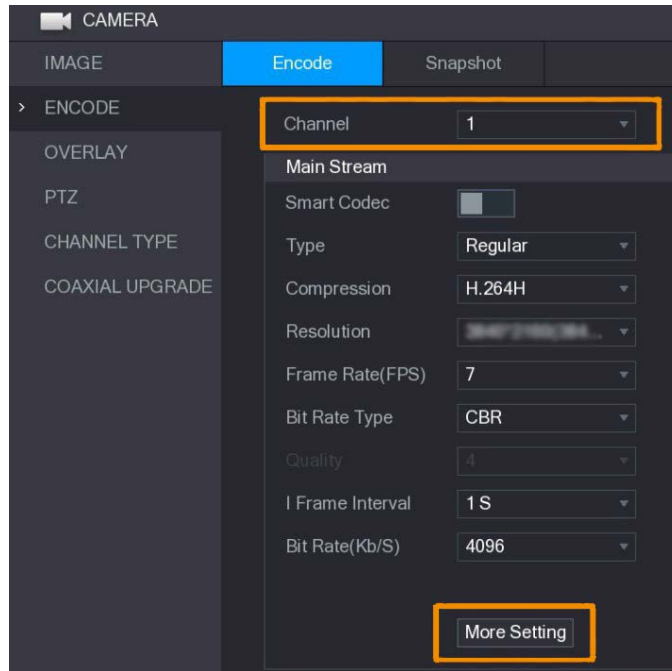 CAMERA
IMAGE
Encode
Snapshot
> ENCODE
Channel 1
OVERLAY
Main Stream
PTZ
Smart Codec
CHANNEL TYPE
Type Regular
COAXIAL UPGRADE
Compression H.264H
Resolution
Frame Rate(FPS) 7
Bit Rate Type CBR
Quality 4
I Frame Interval 1 S
Bit Rate(Kb/S) 4096
More Setting